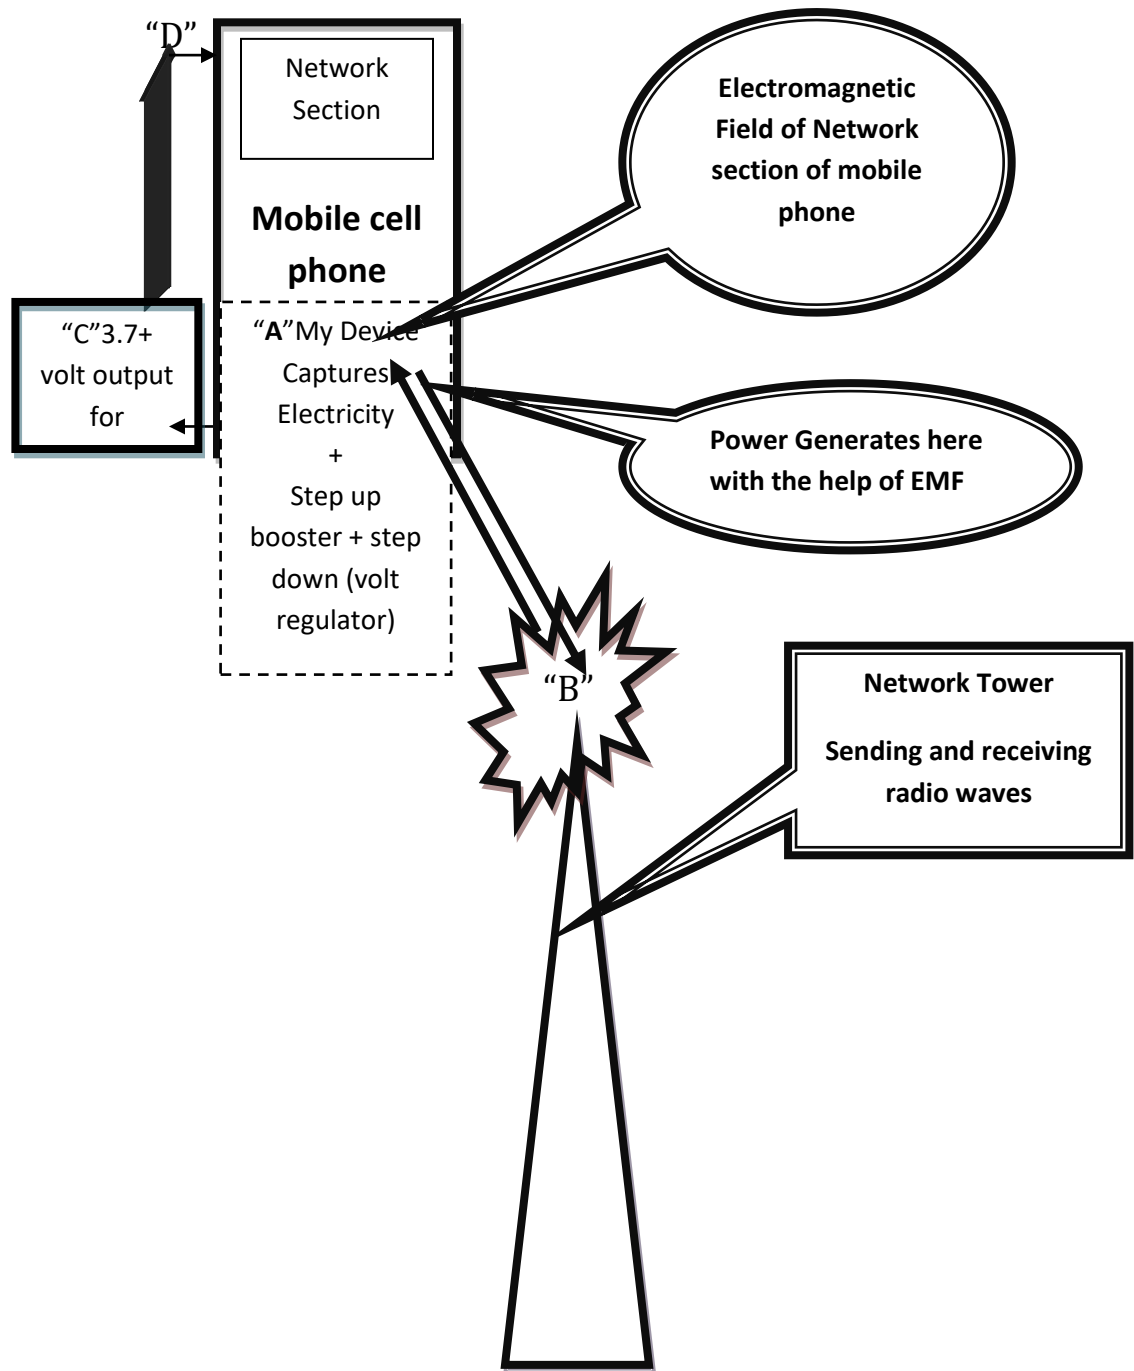 “D”
Network
Section
Mobile cell
phone
“C”3.7+
volt output
for
“A”My Device
Captures
Electricity
+
Step up
booster + step
down (volt
regulator)
Electromagnetic
Field of Network
section of mobile
phone
Power Generates here
with the help of EMF
“B”
Network Tower
Sending and receiving
radio waves